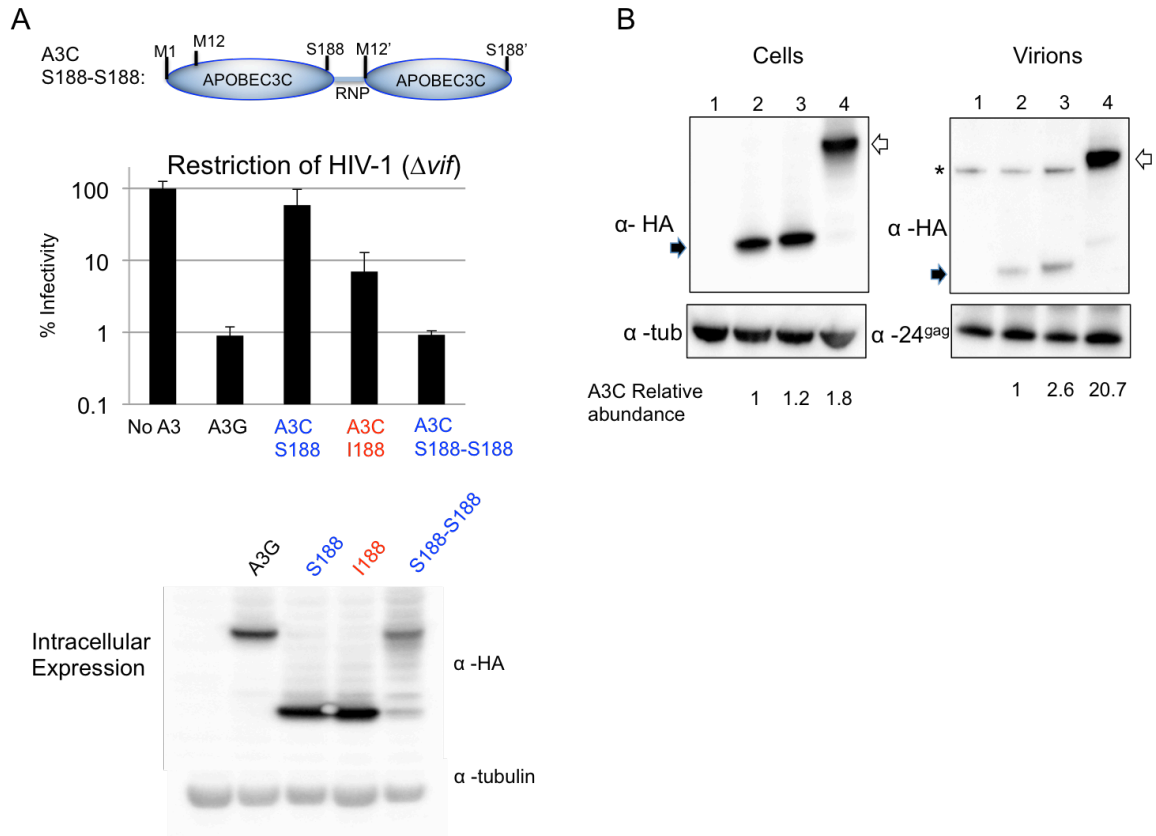 A
A3C
S188-S188:
M1
M12
S188
M12'
S188'
APOBEC3C
APOBEC3C
RNP
Restriction of HIV-1 (Δvif)
% Infectivity
100
10
1
0.1
No A3
A3G
A3C
S188
A3C
I188
A3C
S188-S188
A3G
S188
I188
S188-S188
Intracellular
Expression
α -HA
α -tubulin
B
Cells
1 2 3 4
α- HA
α -tub
A3C Relative
abundance
1 1.2 1.8
Virions
1 2 3 4
*
α -HA
α -24gag
1 2.6 20.7